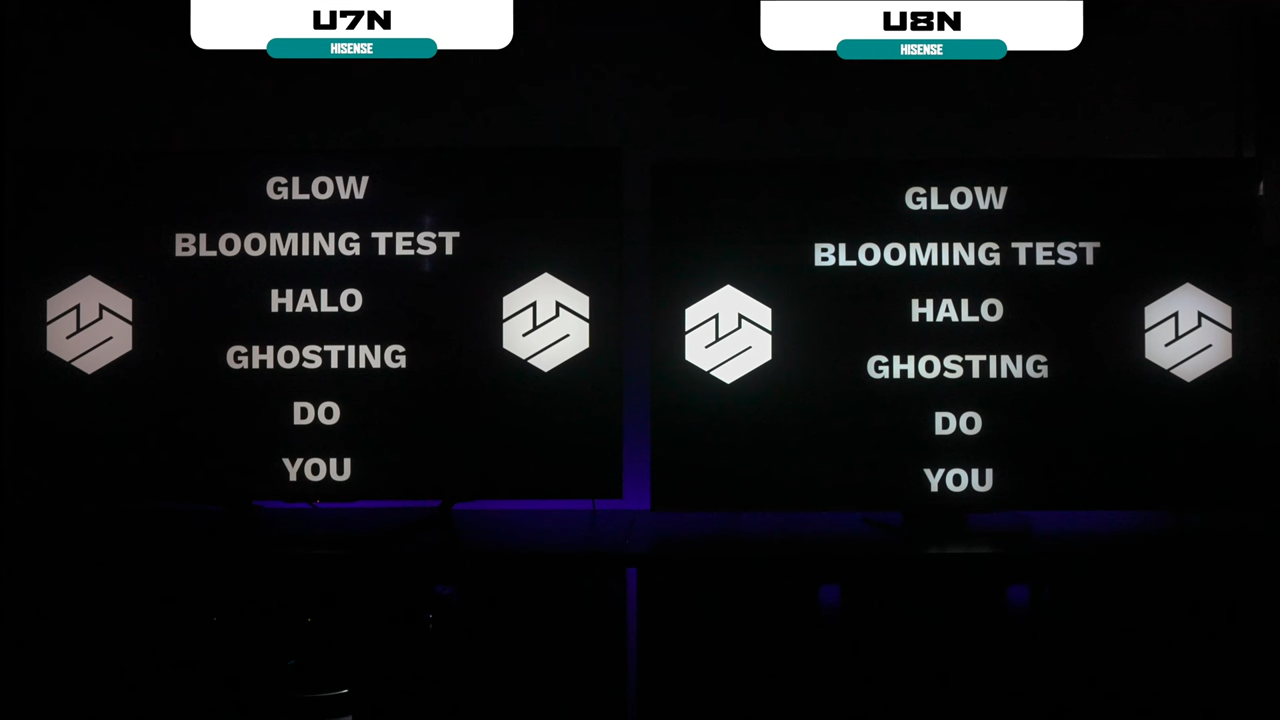 U7N
HISENSE
GLOW
BLOOMING TEST
HALO
GHOSTING
DO
YOU
U8N
HISENSE
GLOW
BLOOMING TEST
HALO
GHOSTING
DO
YOU